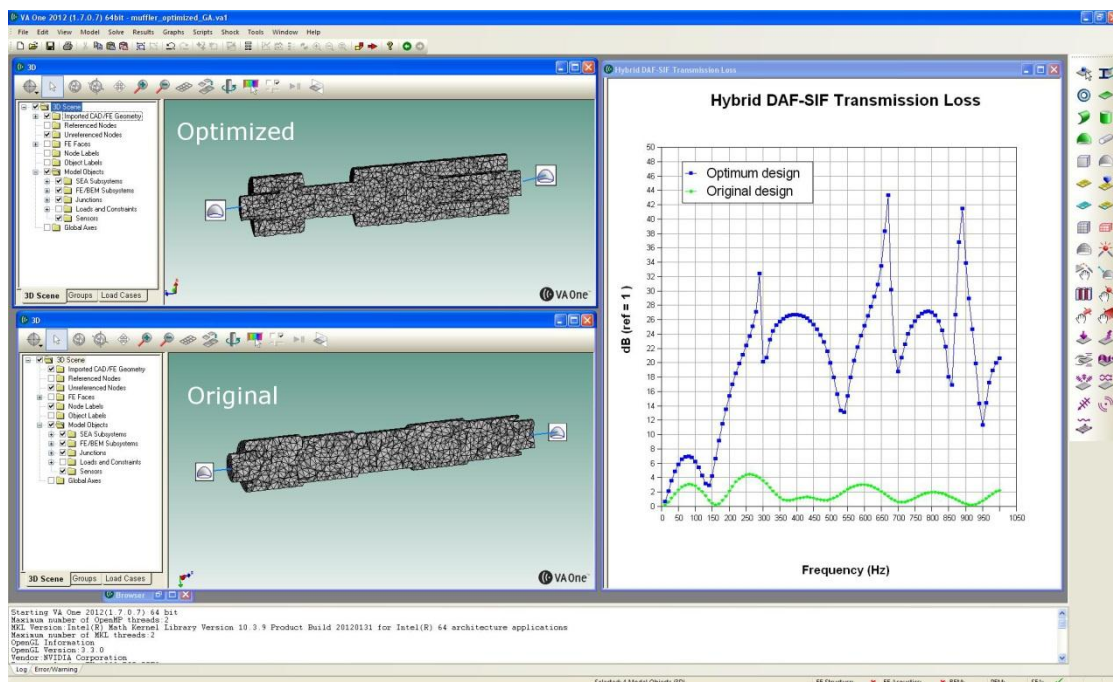 VA One 2012 (1.7.0.7) 64bit - muffler_optimized_GA.va1
File Edit View Model Solve Results Graphs Scripts Shock Tools Window Help
3D
3D Scene
Imported CAD/FE Geometry
Referenced Nodes
Unreferenced Nodes
FE Faces
Node Labels
Object Labels
Model Objects
SEA Subsystems
FE/BEM Subsystems
Junctions
Loads and Constraints
Sensors
Global Axes
3D Scene Groups Load Cases
Optimized
VA One
3D
3D Scene
Imported CAD/FE Geometry
Referenced Nodes
Unreferenced Nodes
FE Faces
Node Labels
Object Labels
Model Objects
SEA Subsystems
FE/BEM Subsystems
Junctions
Loads and Constraints
Sensors
Global Axes
3D Scene Groups Load Cases
Original
VA One
Hybrid DAF-SIF Transmission Loss
Hybrid DAF-SIF Transmission Loss
Optimum design
Original design
dB (ref = 1)
50
48
46
44
42
40
38
36
34
32
30
28
26
24
22
20
18
16
14
12
10
8
6
4
2
0
0 50 100 150 200 250 300 350 400 450 500 550 600 650 700 750 800 850 900 950 1050
Frequency (Hz)
Browser
Starting VA One 2012(1.7.0.7) 64 bit
Maximum number of OpenMP threads:2
MKL Version:Intel(R) Math Kernel Library Version 10.3.9 Product Build 20120131 for Intel(R) 64 architecture applications
Maximum number of MKL threads:2
OpenGL Information
OpenGL Version:3.3.0
Vendor:NVIDIA Corporation
Log Error/Warning